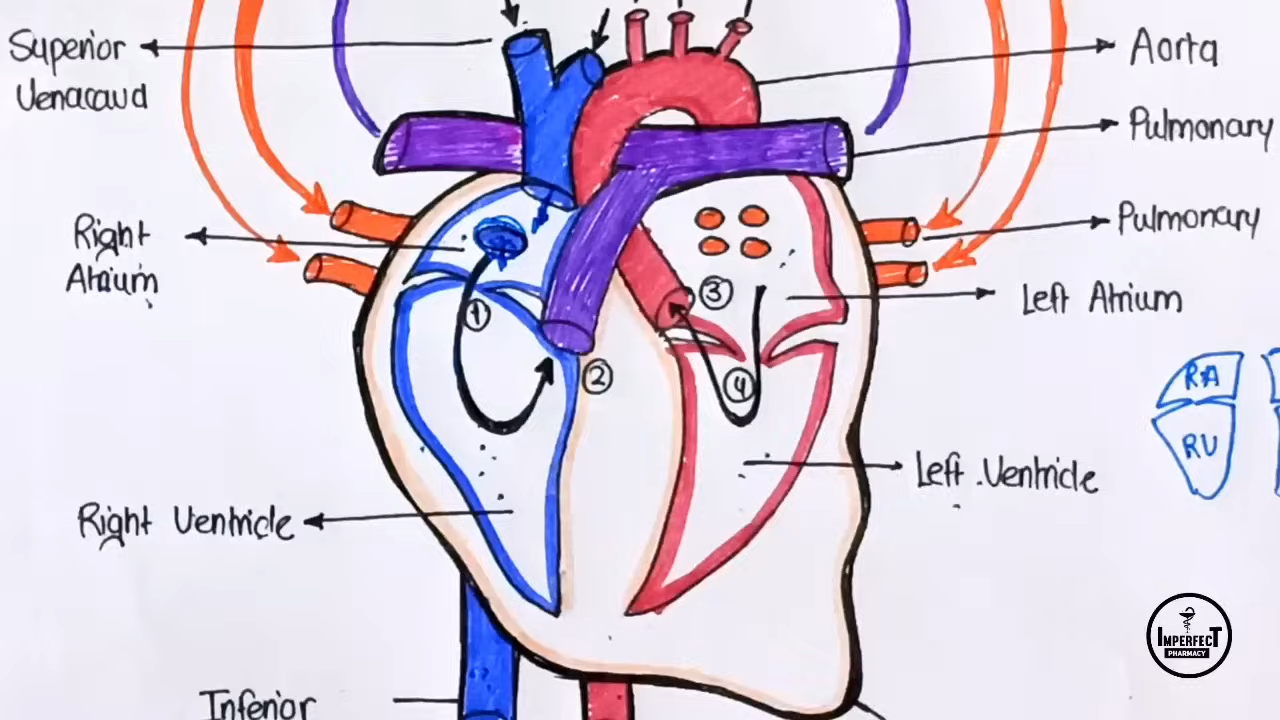 Superior
Venacava
Aorta
Pulmonary
Pulmonary
Right
Atrium
Left Atrium
①
②
③
④
RA
RV
Left Ventricle
Right Ventricle
Inferior
IMPERFECT
PHARMACY